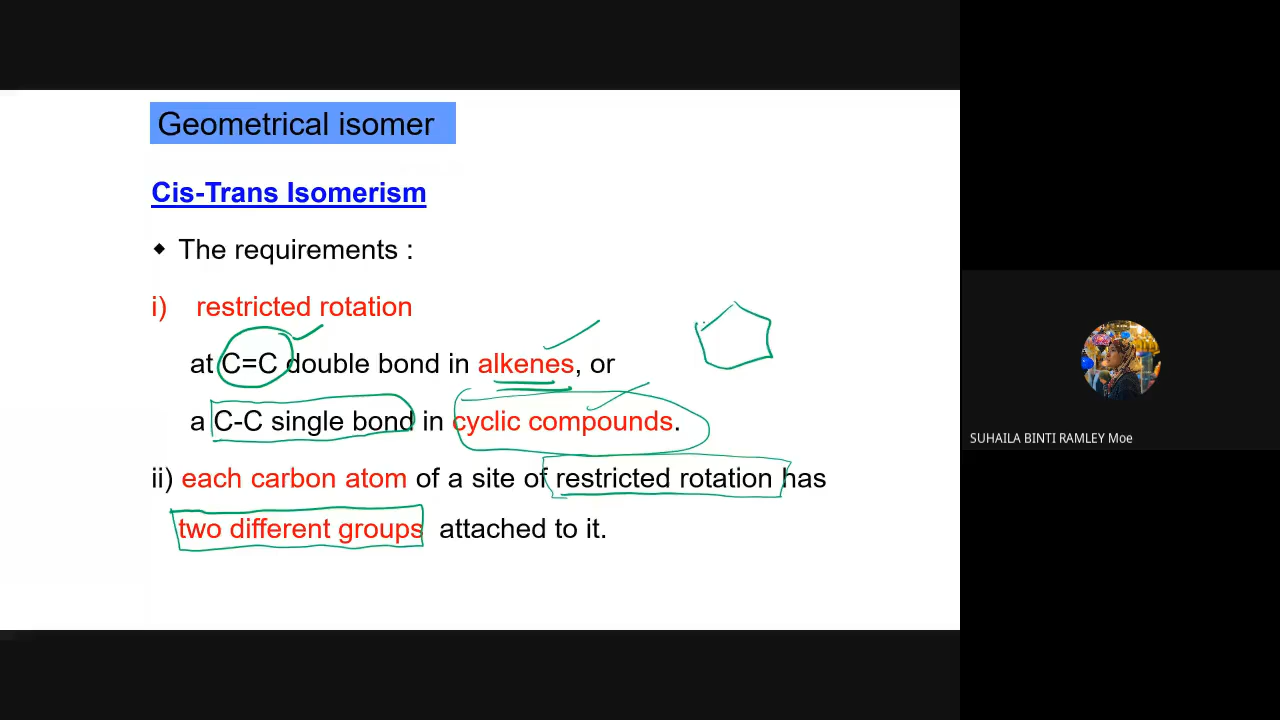 Geometrical isomer
Cis-Trans Isomerism
◆ The requirements :
i) restricted rotation
at C=C double bond in alkenes, or
a C-C single bond in cyclic compounds.
ii) each carbon atom of a site of restricted rotation has
two different groups attached to it.
SUHAILA BINTI RAMLEY Moe